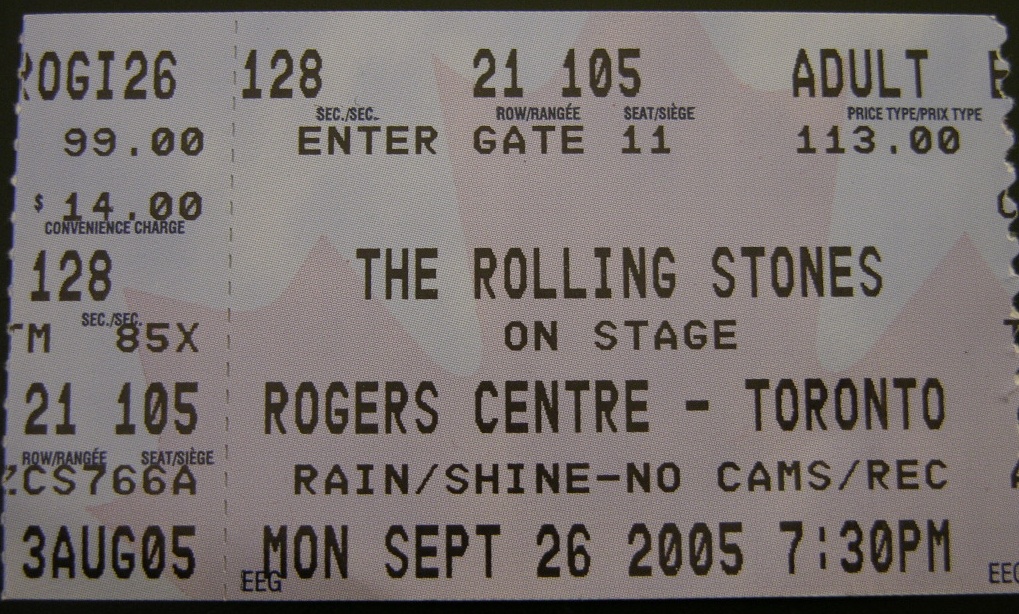 ROGI26 128 21 105 ADULT
SEC./SEC. ROW/RANGÉE SEAT/SIÈGE PRICE TYPE/PRIX TYPE
99.00 ENTER GATE 11 113.00
$ 14.00
CONVENIENCE CHARGE
128 THE ROLLING STONES
SEC./SEC.
TM 85X ON STAGE
21 105 ROGERS CENTRE - TORONTO
ROW/RANGÉE SEAT/SIÈGE
CS766A RAIN/SHINE-NO CAMS/REC
3AUG05 MON SEPT 26 2005 7:30PM
EEG